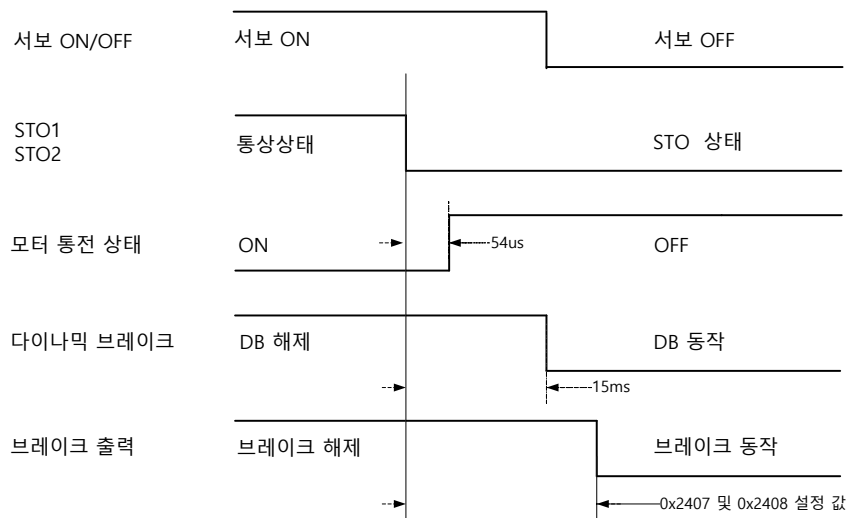 서보 ON/OFF
서보 ON
서보 OFF
STO1
STO2
통상상태
STO 상태
모터 통전 상태
ON
54us
OFF
다이나믹 브레이크
DB 해제
DB 동작
15ms
브레이크 출력
브레이크 해제
브레이크 동작
0x2407 및 0x2408 설정 값